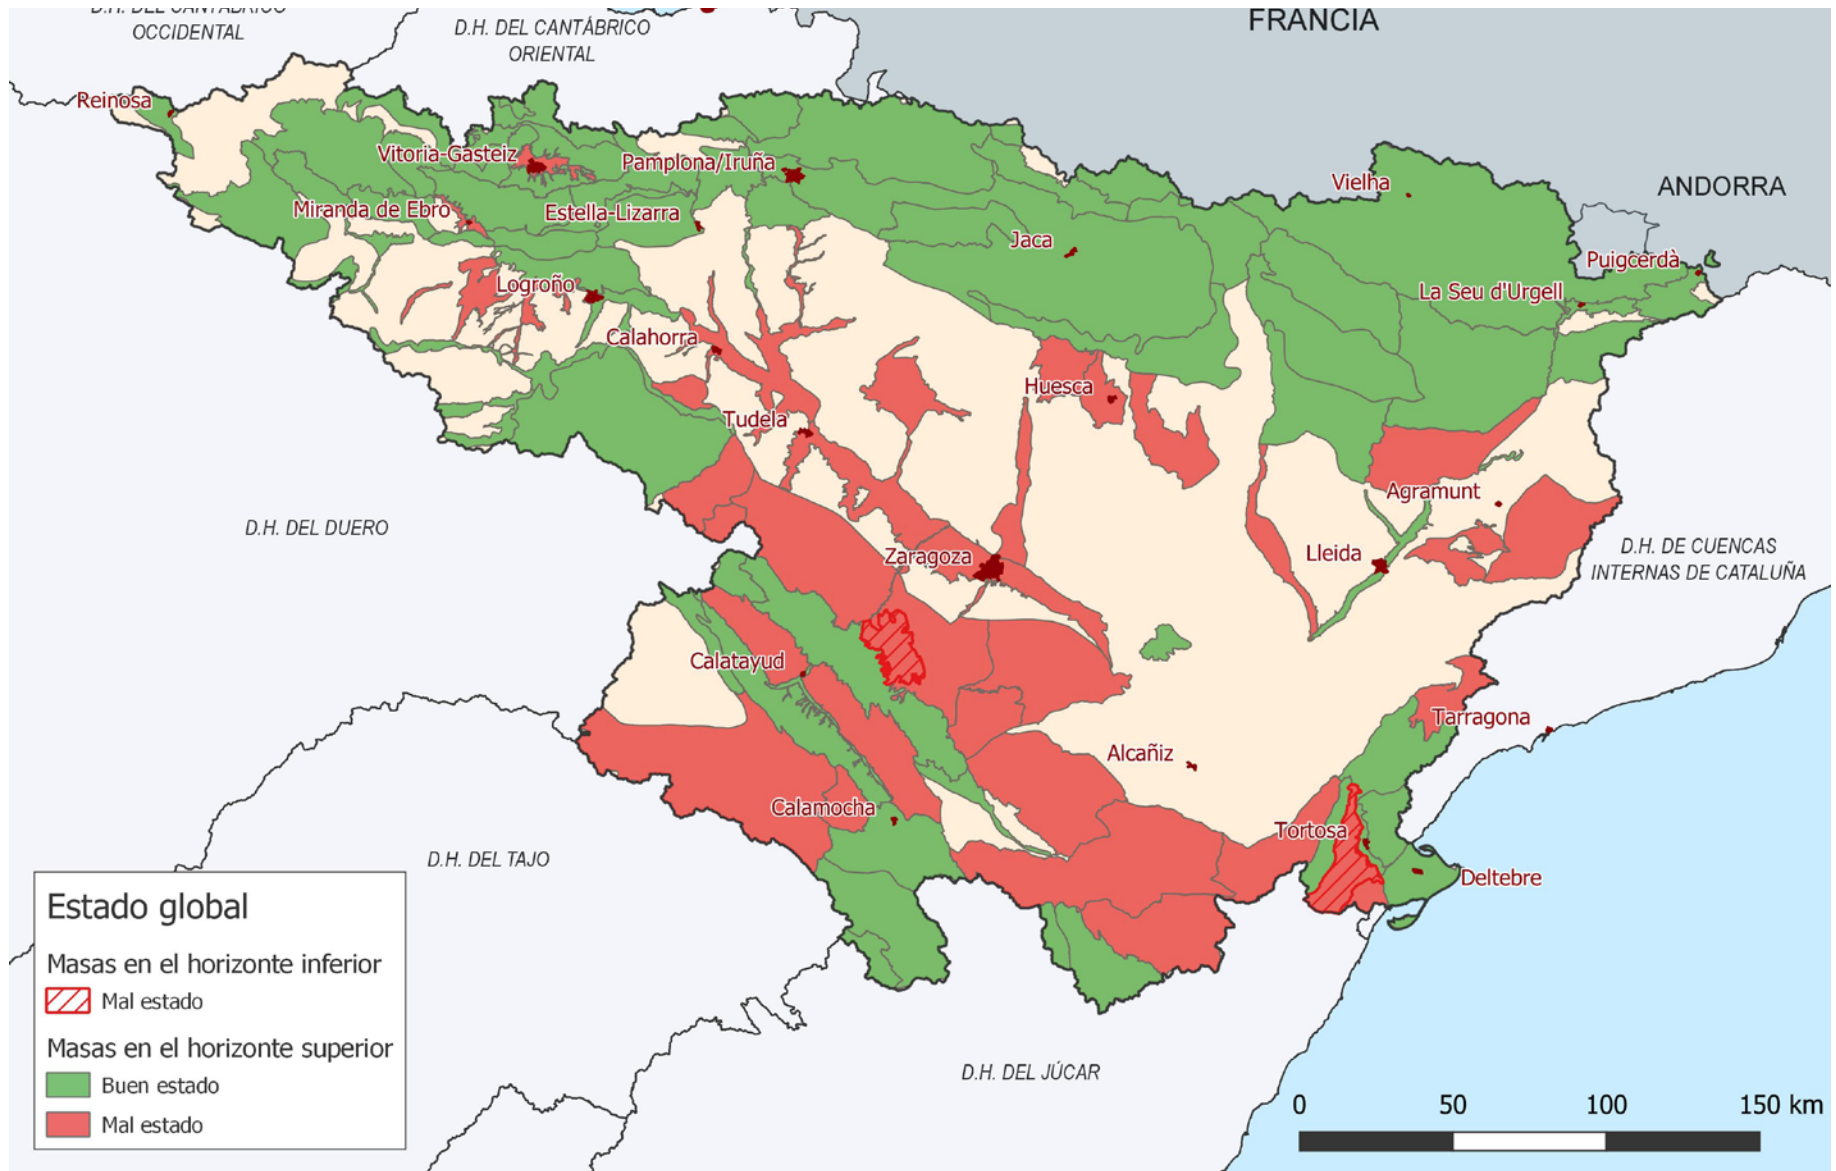 D.H. DEL CANTÁBRICO
OCCIDENTAL
D.H. DEL CANTÁBRICO
ORIENTAL
FRANCIA
Reinosa
Vitoria-Gasteiz
Pamplona/Iruña
Vielha
ANDORRA
Miranda de Ebro
Estella-Lizarra
Jaca
Puigcerdà
Logroño
La Seu d'Urgell
Calahorra
Huesca
Tudela
Agramunt
D.H. DEL DUERO
Zaragoza
Lleida
D.H. DE CUENCAS
INTERNAS DE CATALUÑA
Calatayud
Tarragona
Alcañiz
Calamocha
Tortosa
D.H. DEL TAJO
Deltebre
D.H. DEL JÚCAR
Estado global
Masas en el horizonte inferior
Mal estado
Masas en el horizonte superior
Buen estado
Mal estado
0 50 100 150 km